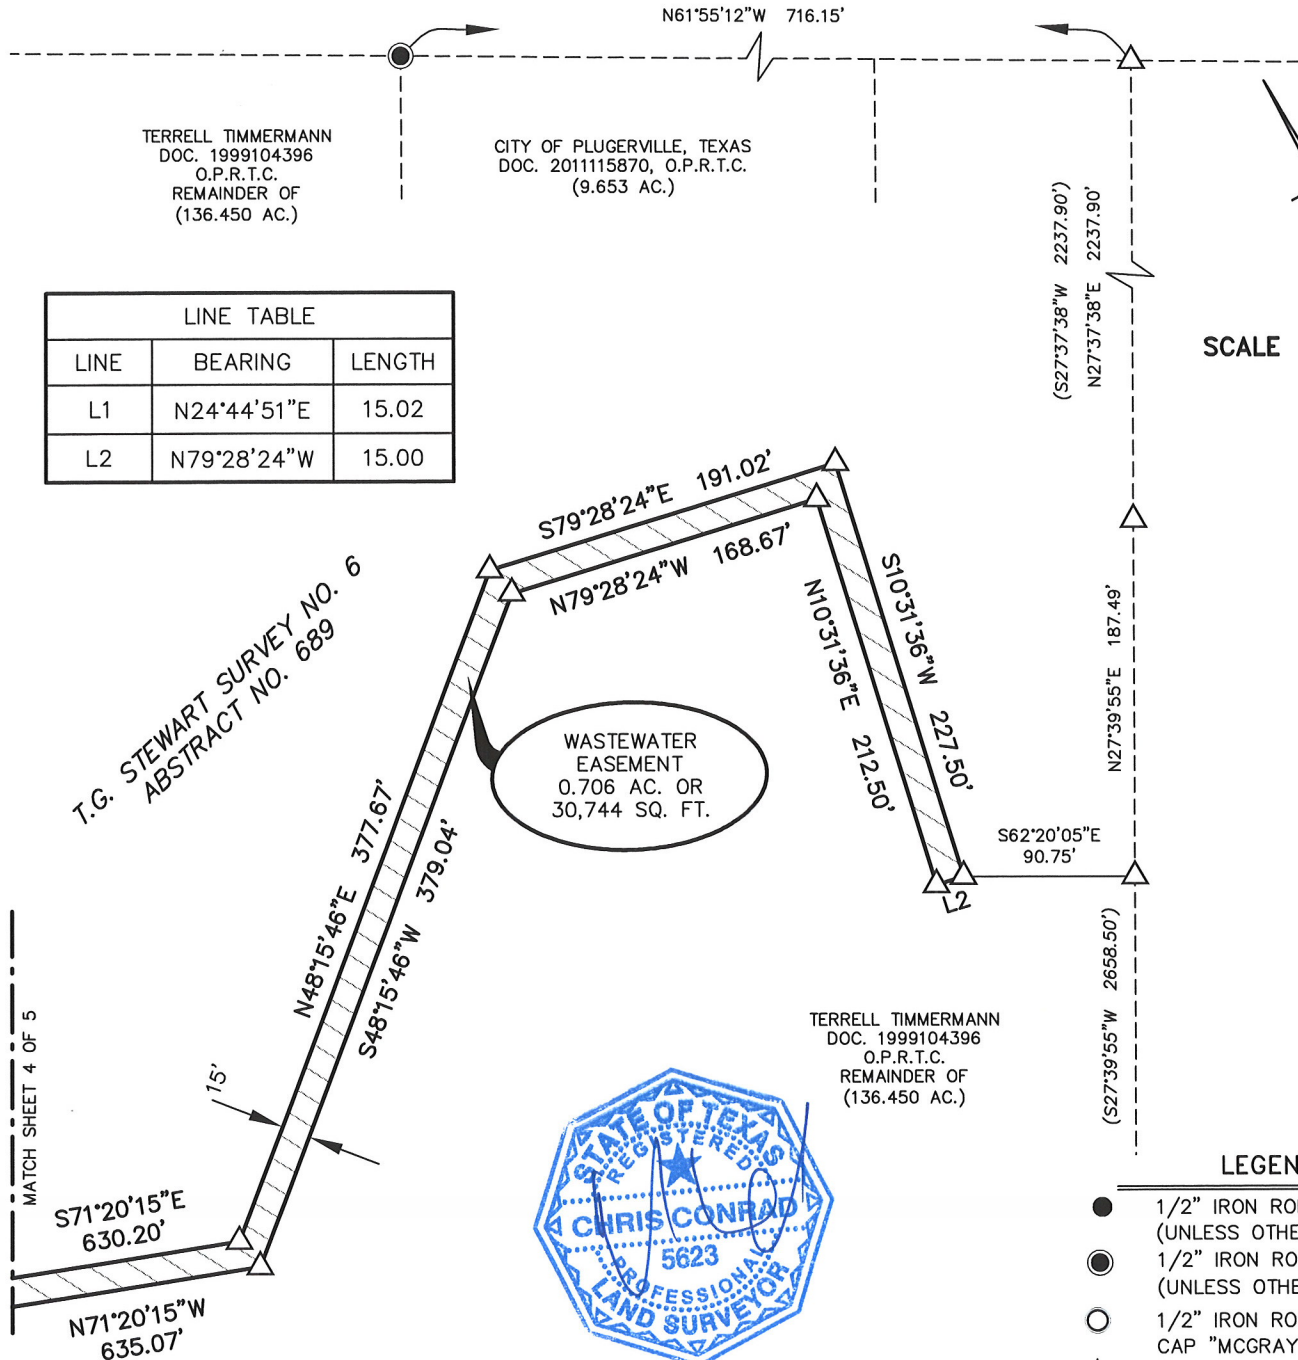 N61°55'12"W 716.15'
TERRELL TIMMERMANN
DOC. 1999104396
O.P.R.T.C.
REMAINDER OF
(136.450 AC.)
CITY OF PLUGERVILLE, TEXAS
DOC. 2011115870, O.P.R.T.C.
(9.653 AC.)
(S27°37'38"W 2237.90')
N27°37'38"E 2237.90'
SCALE
LINE TABLE
LINE BEARING LENGTH
L1 N24°44'51"E 15.02
L2 N79°28'24"W 15.00
S79°28'24"E 191.02'
N79°28'24"W 168.67'
S10°31'36"W 227.50'
N10°31'36"E 212.50'
T.G. STEWART SURVEY NO. 6
ABSTRACT NO. 689
N27°39'55"E 187.49'
WASTEWATER
EASEMENT
0.706 AC. OR
30,744 SQ. FT.
N48°15'46"E 377.67'
S48°15'46"W 379.04'
S62°20'05"E
90.75'
L2
(S27°39'55"W 2658.50')
TERRELL TIMMERMANN
DOC. 1999104396
O.P.R.T.C.
REMAINDER OF
(136.450 AC.)
MATCH SHEET 4 OF 5
15'
S71°20'15"E
630.20'
N71°20'15"W
635.07'
STATE OF TEXAS
REGISTERED
CHRIS CONRAD
5623
PROFESSIONAL
LAND SURVEYOR
LEGEN
1/2" IRON RO
(UNLESS OTHE
1/2" IRON RO
(UNLESS OTHE
1/2" IRON RO
CAP "MCGRAY